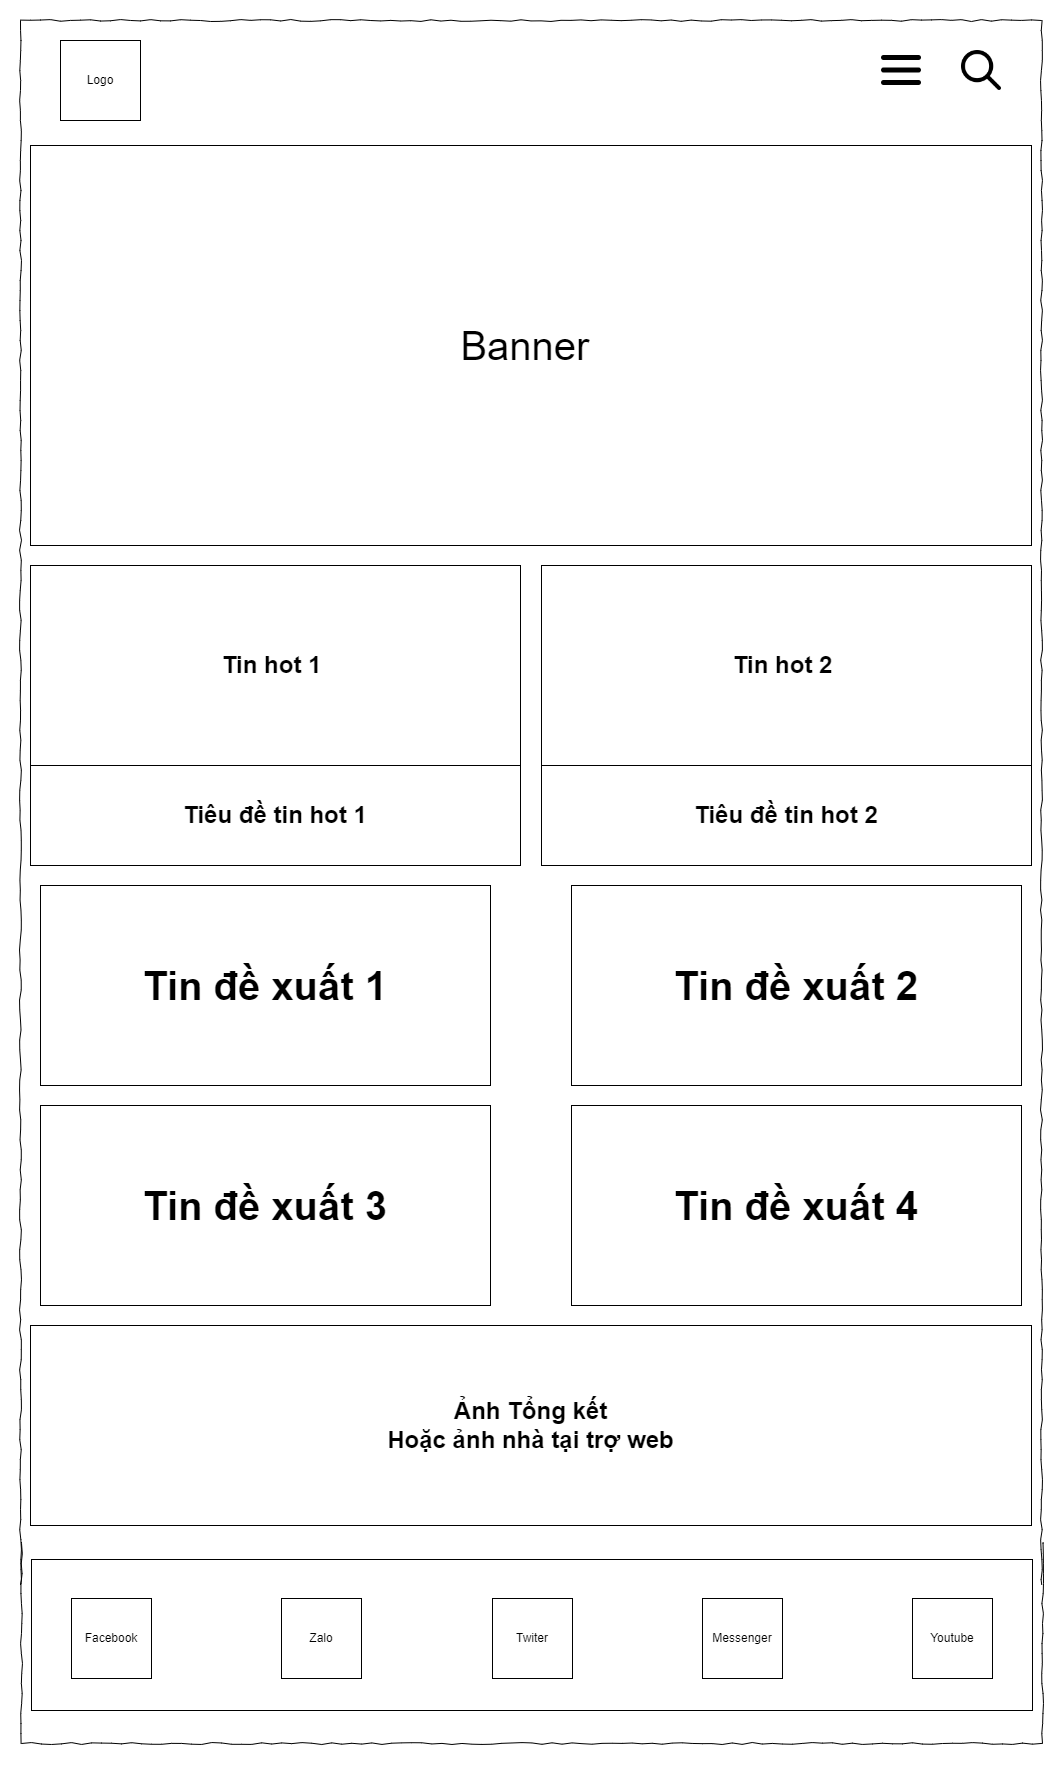 Logo
Banner
Tin hot 1
Tin hot 2
Tiêu đề tin hot 1
Tiêu đề tin hot 2
Tin đề xuất 1
Tin đề xuất 2
Tin đề xuất 3
Tin đề xuất 4
Ảnh Tổng kết
Hoặc ảnh nhà tại trợ web
Facebook
Zalo
Twiter
Messenger
Youtube